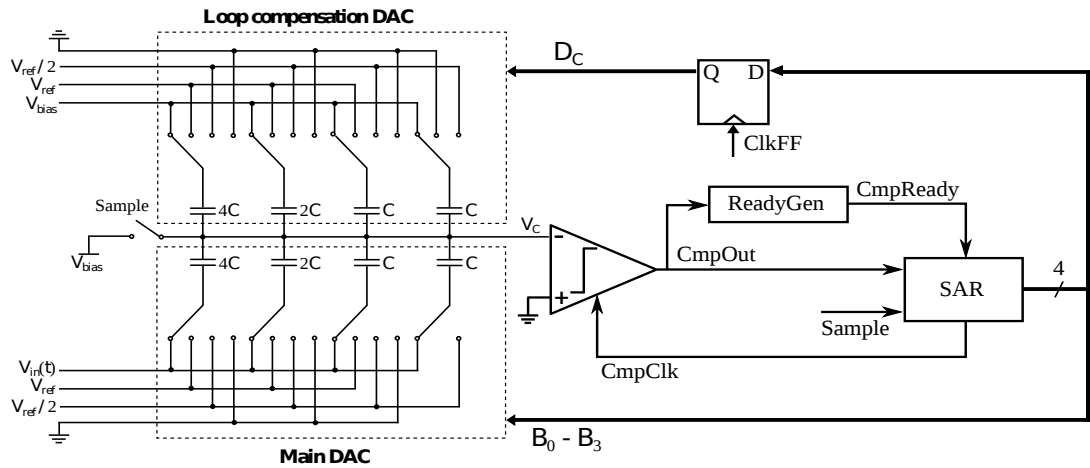 Loop compensation DAC
V_ref / 2
V_ref
V_bias
4C
2C
C
C
Sample
V_bias
4C
2C
C
C
V_in(t)
V_ref
V_ref / 2
Main DAC
D_C
Q
D
ClkFF
ReadyGen
CmpReady
V_C
-
+
CmpOut
SAR
4
Sample
CmpClk
B_0 - B_3